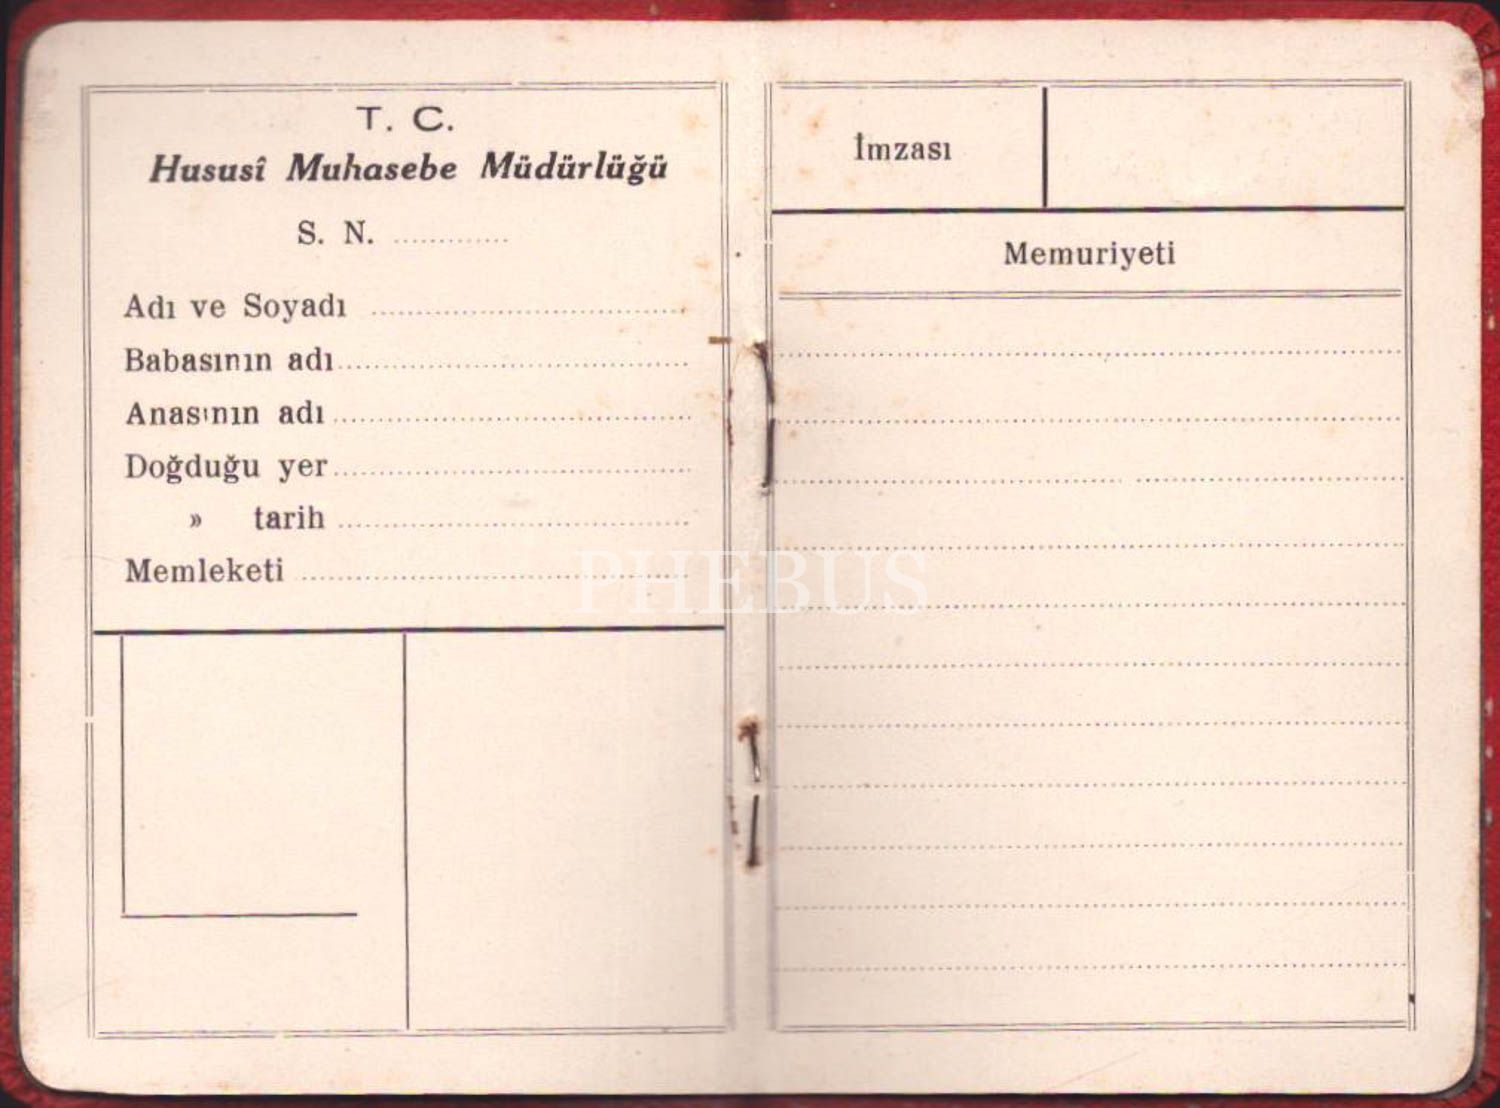 T. C.
Hususî Muhasebe Müdürlüğü
S. N. .............
Adı ve Soyadı
Babasının adı
Anasının adı
Doğduğu yer
» tarih
Memleketi
İmzası
Memuriyeti
PHEBUS